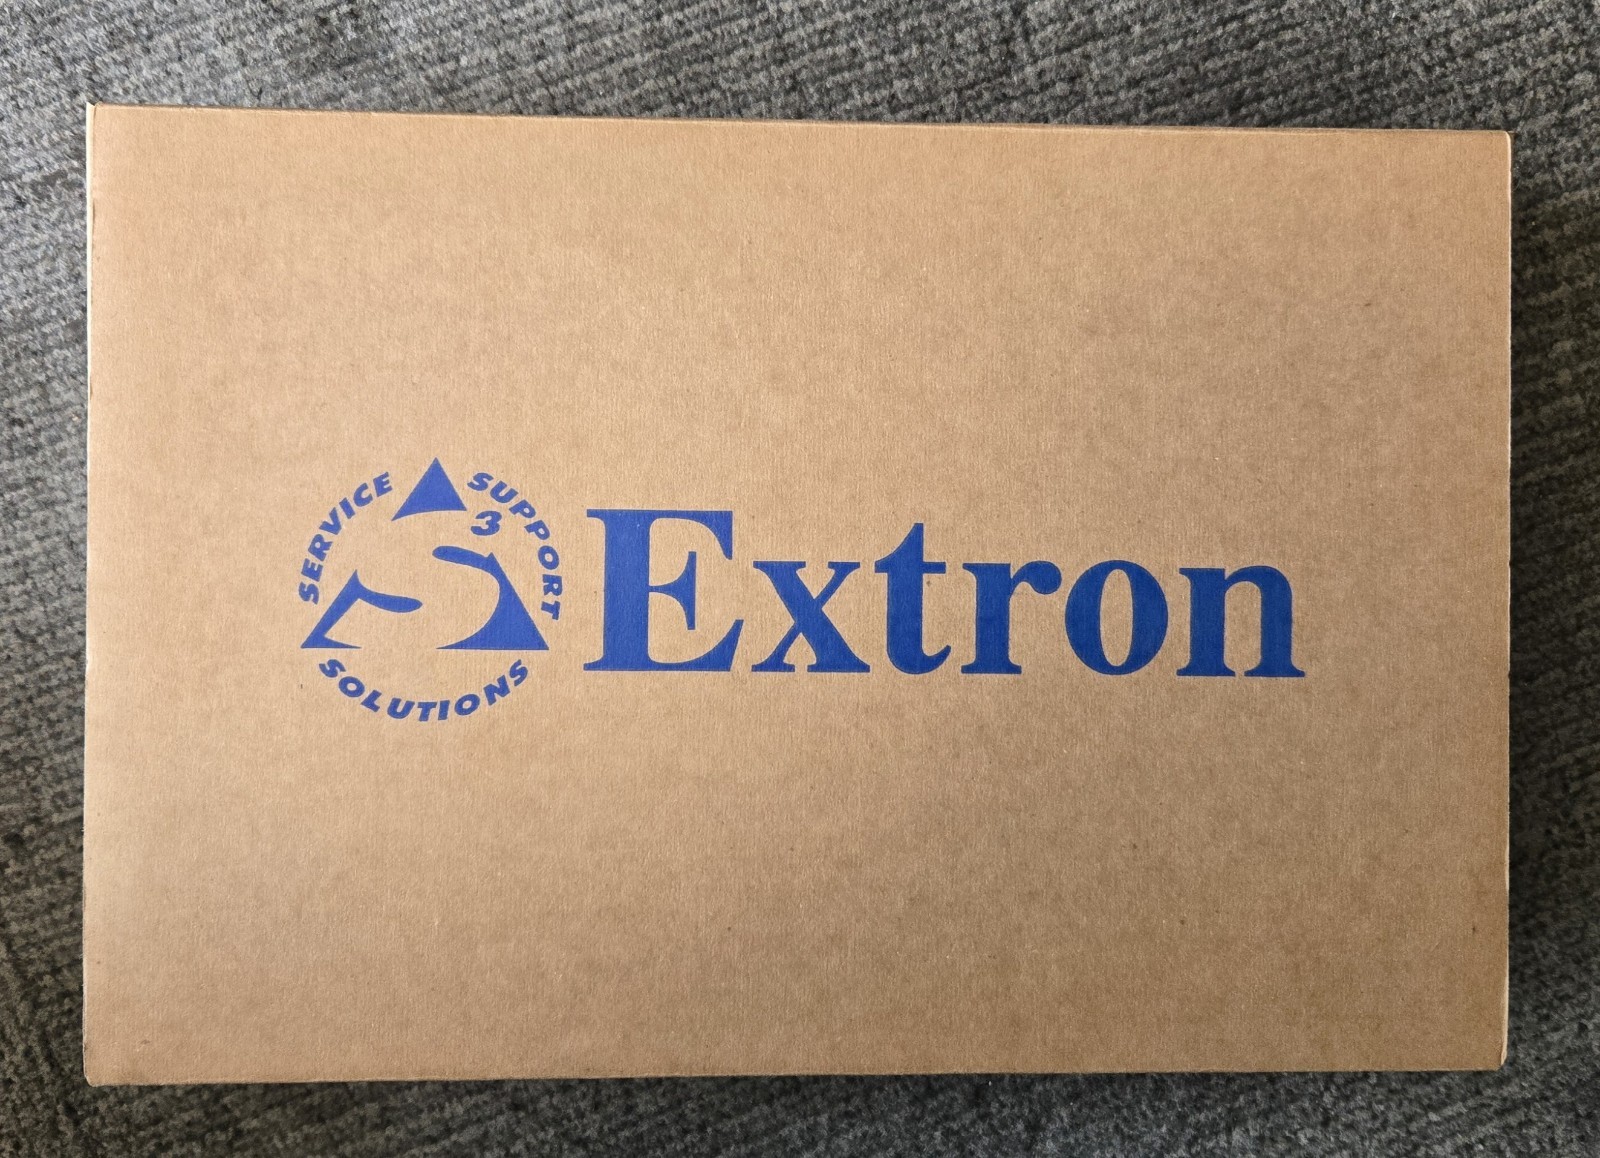 SERVICE
SUPPORT
3
SOLUTIONS
Extron